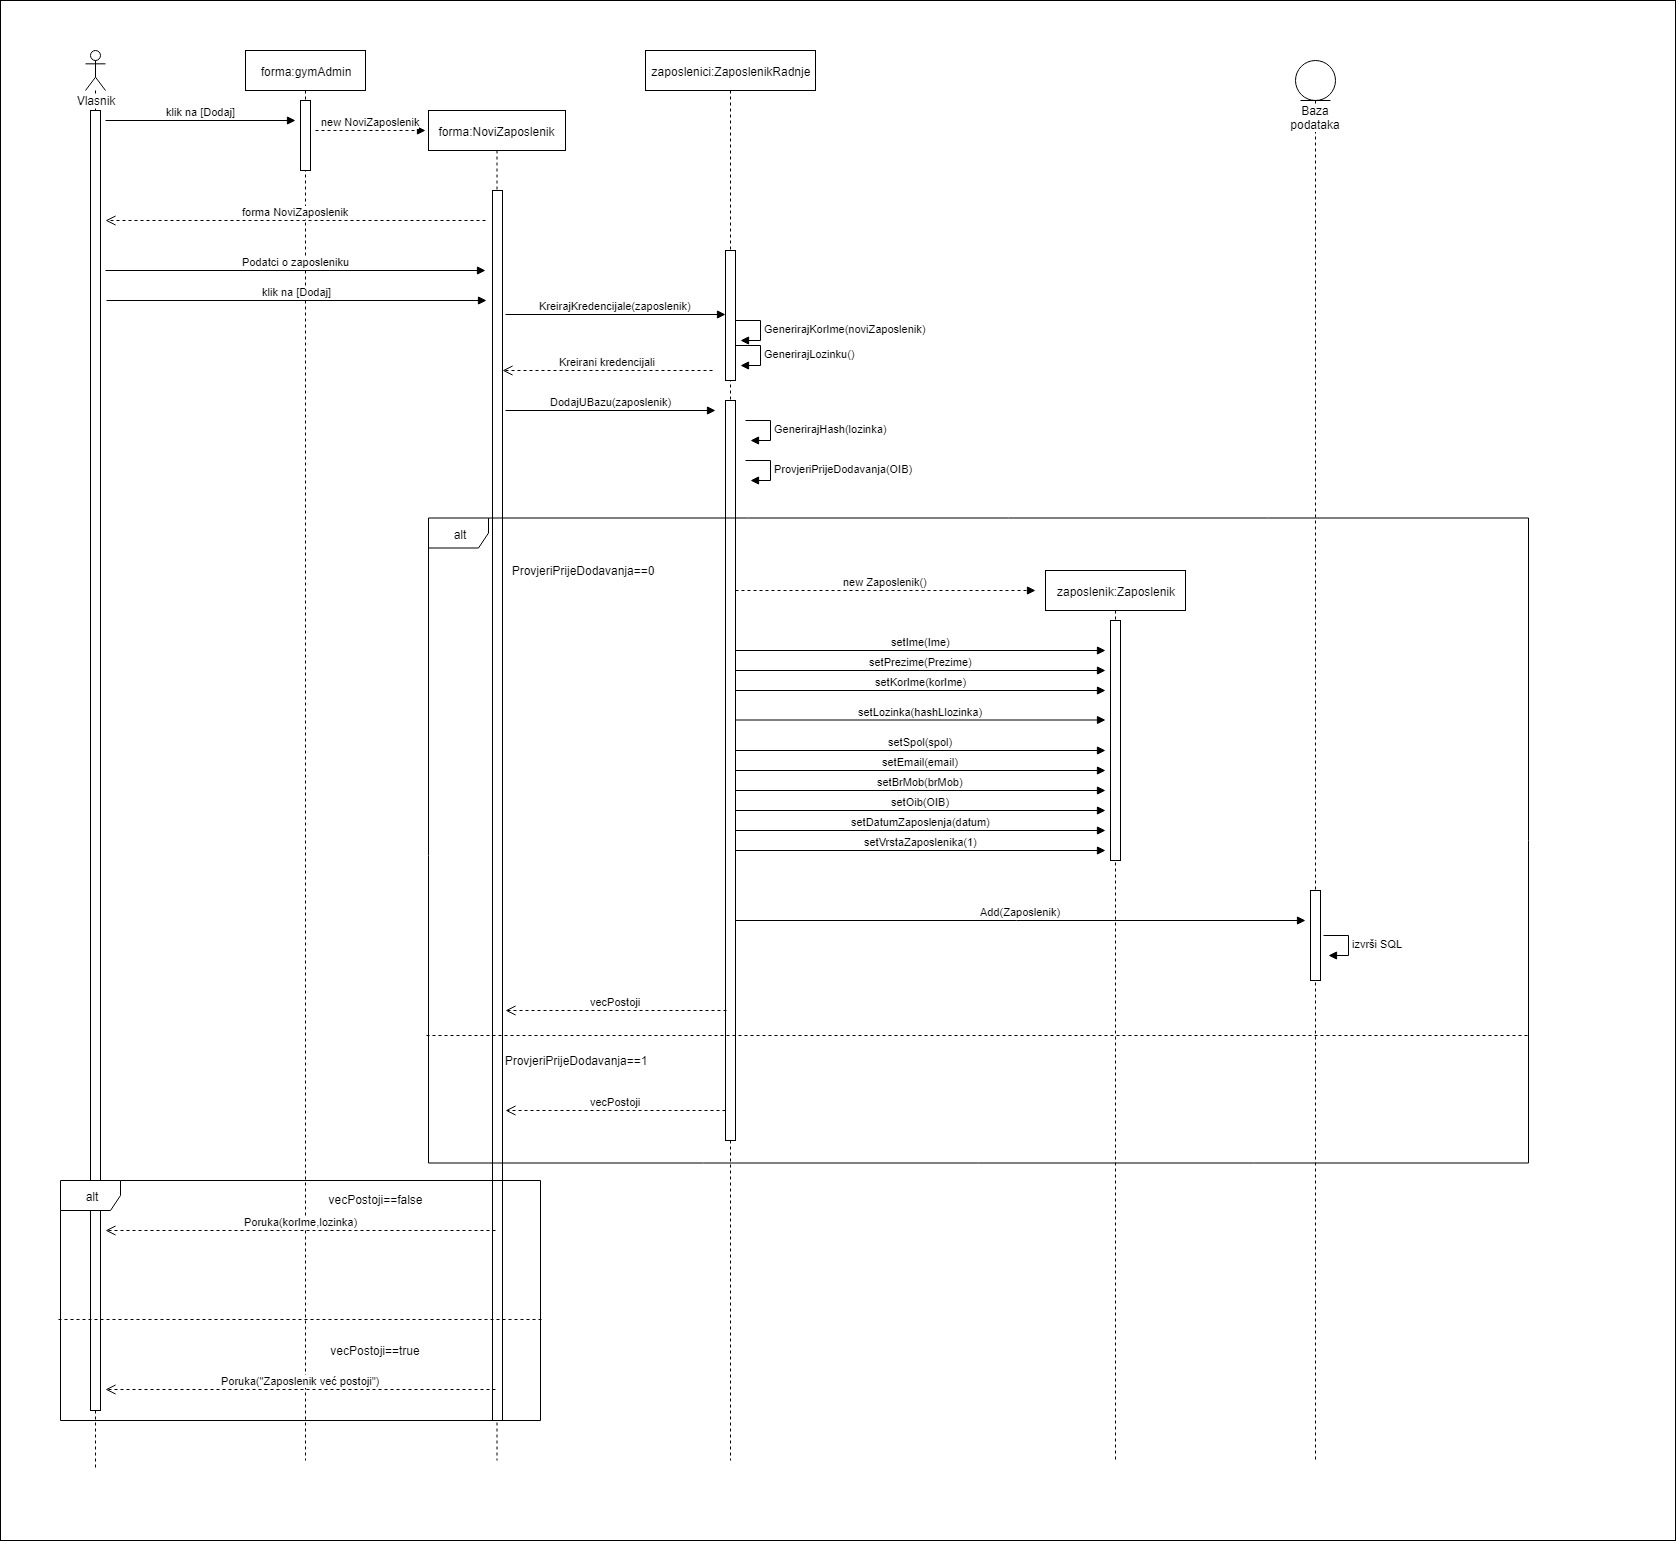 Vlasnik
forma:gymAdmin
zaposlenici:ZaposlenikRadnje
Baza
podataka
klik na [Dodaj]
new NoviZaposlenik
forma:NoviZaposlenik
forma NoviZaposlenik
Podatci o zaposleniku
klik na [Dodaj]
KreirajKredencijale(zaposlenik)
GenerirajKorIme(noviZaposlenik)
GenerirajLozinku()
Kreirani kredencijali
DodajUBazu(zaposlenik)
GenerirajHash(lozinka)
ProvjeriPrijeDodavanja(OIB)
alt
ProvjeriPrijeDodavanja==0
new Zaposlenik()
zaposlenik:Zaposlenik
setIme(Ime)
setPrezime(Prezime)
setKorIme(korIme)
setLozinka(hashLlozinka)
setSpol(spol)
setEmail(email)
setBrMob(brMob)
setOib(OIB)
setDatumZaposlenja(datum)
setVrstaZaposlenika(1)
Add(Zaposlenik)
izvrši SQL
vecPostoji
ProvjeriPrijeDodavanja==1
vecPostoji
alt
vecPostoji==false
Poruka(korIme,lozinka)
vecPostoji==true
Poruka("Zaposlenik već postoji")